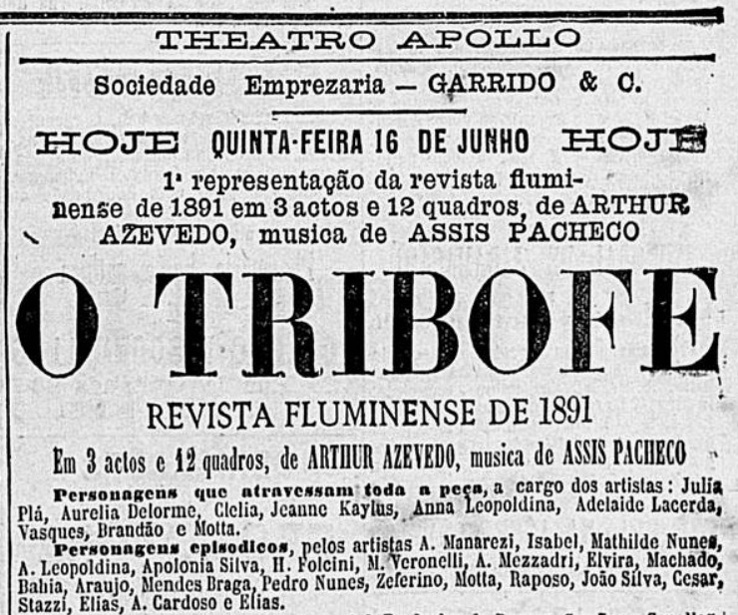 THEATRO APOLLO
Sociedade Emprezaria — GARRIDO & C.
HOJE QUINTA-FEIRA 16 DE JUNHO HOJE
1ª representação da revista flumi-
nense de 1891 em 3 actos e 12 quadros, de ARTHUR
AZEVEDO, musica de ASSIS PACHECO
O TRIBOFE
REVISTA FLUMINENSE DE 1891
Em 3 actos e 12 quadros, de ARTHUR AZEVEDO, musica de ASSIS PACHECO
Personagens que atravessam toda a peça, a cargo dos artistas: Julia
Plá, Aurelia Delorme, Clelia, Jeanne Kaylus, Anna Leopoldina, Adelaide Lacerda,
Vasques, Brandão e Motta.
Personagens episodicos, pelos artistas A. Manarezi, Isabel, Mathilde Nunes,
A. Leopoldina, Apolonia Silva, H. Folcini, M. Veronelli, A. Mezzadri, Elvira, Machado,
Bahia, Araujo, Mendes Braga, Pedro Nunes, Zeferino, Motta, Raposo, João Silva, Cesar,
Stazzi, Elias, A. Cardoso e Elias.